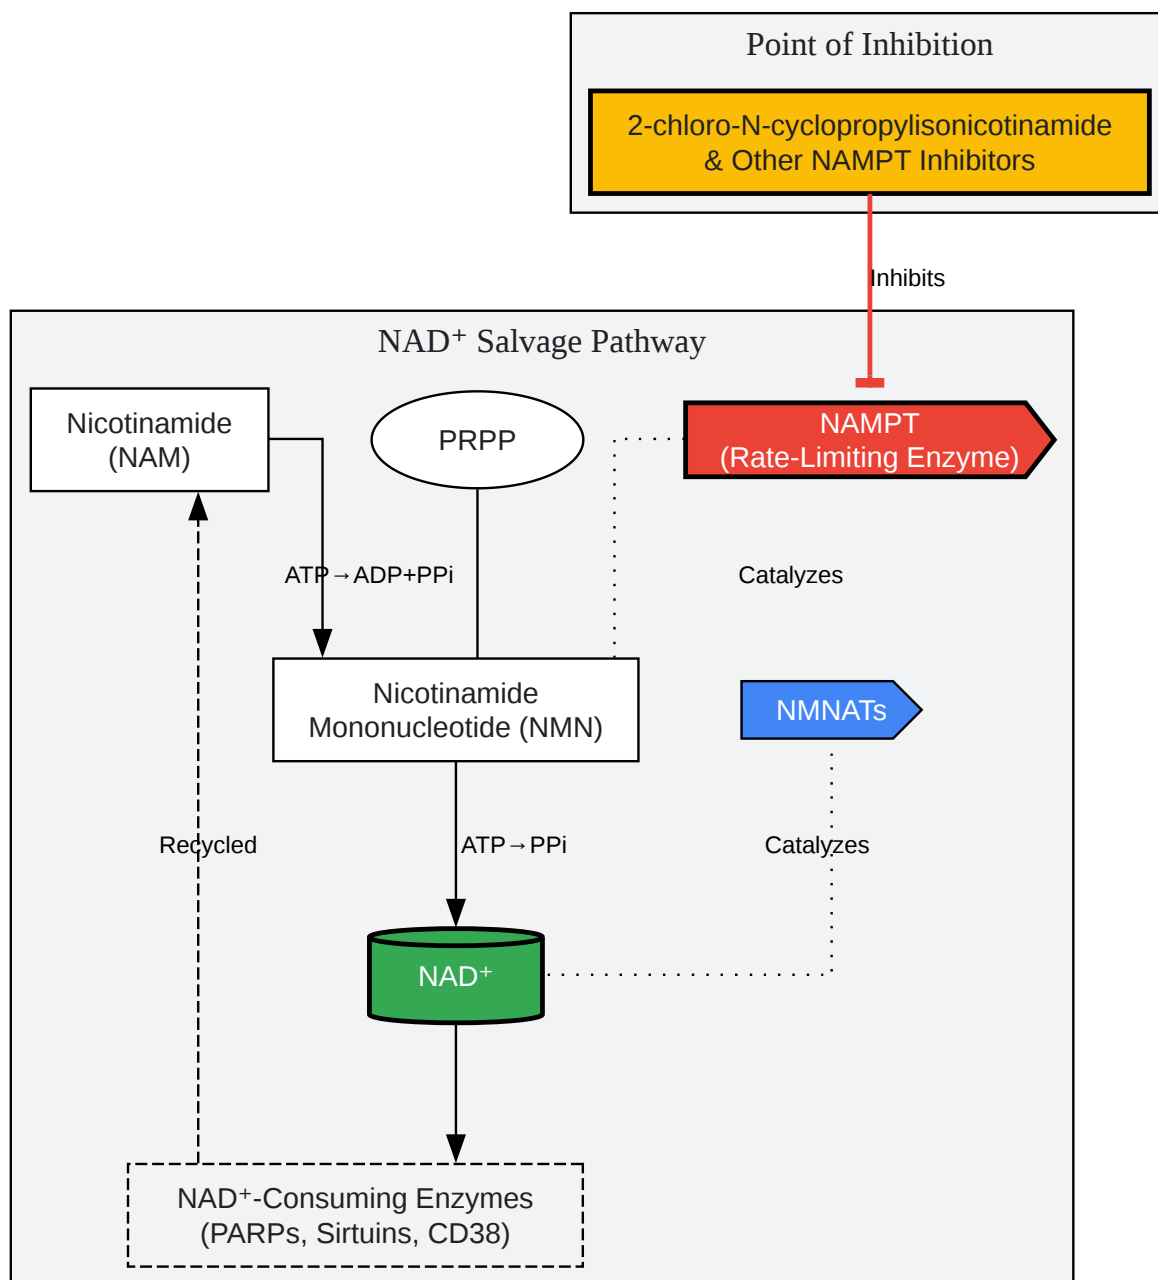 Point of Inhibition
2-chloro-N-cyclopropylisonicotinamide
& Other NAMPT Inhibitors
Inhibits
NAD⁺ Salvage Pathway
Nicotinamide
(NAM)
PRPP
NAMPT
(Rate-Limiting Enzyme)
ATP→ADP+PPi
Catalyzes
Nicotinamide
Mononucleotide (NMN)
NMNATs
Recycled
ATP→PPi
Catalyzes
NAD⁺
NAD⁺-Consuming Enzymes
(PARPs, Sirtuins, CD38)